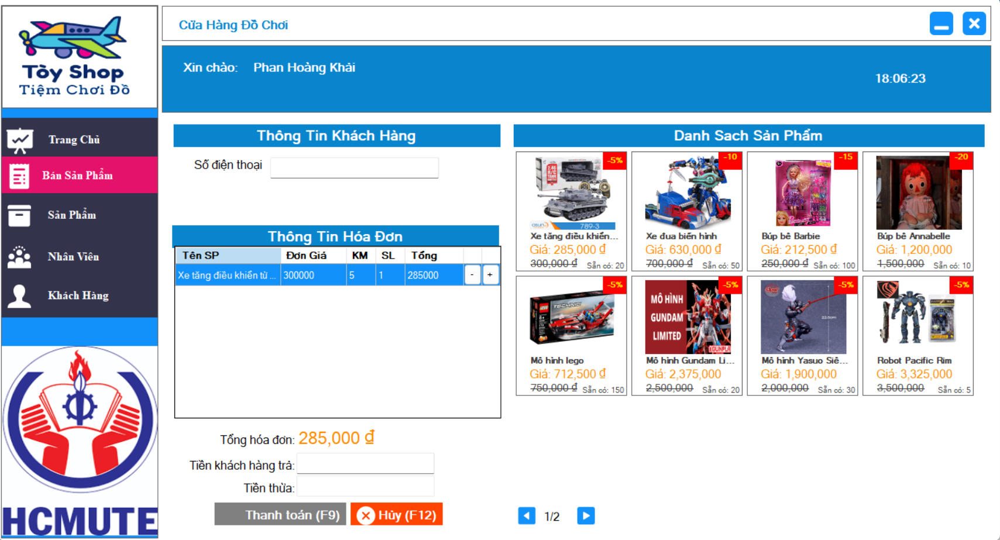 Tòy Shop
Tiệm Chơi Đồ
Trang Chủ
Bán Sản Phẩm
Sản Phẩm
Nhân Viên
Khách Hàng
HCMUTE
Cửa Hàng Đồ Chơi
Xin chào: Phan Hoàng Khải
18:06:23
Thông Tin Khách Hàng
Số điện thoại
Thông Tin Hóa Đơn
Tên SP Đơn Giá KM SL Tổng
Xe tăng điều khiển từ ... 300000 5 1 285000 - +
Tổng hóa đơn: 285,000 ₫
Tiền khách hàng trả:
Tiền thừa:
Thanh toán (F9) Hủy (F12)
Danh Sach Sản Phẩm
-5%
789-3
Xe tăng điều khiển...
Giá: 285,000 ₫
300,000 ₫ Sẵn có: 20
-10
Xe đua biến hình
Giá: 630,000 ₫
700,000 ₫ Sẵn có: 50
-15
Búp bê Barbie
Giá: 212,500 ₫
250,000 ₫ Sẵn có: 100
-20
Búp bê Annabelle
Giá: 1,200,000
1,500,000 Sẵn có: 10
-5%
TECHNIC
Mô hình lego
Giá: 712,500 ₫
750,000 ₫ Sẵn có: 150
-5%
MÔ HÌNH
GUNDAM
LIMITED
Mô hình Gundam Li...
Giá: 2,375,000
2,500,000 Sẵn có: 20
-5%
22.5cm
Mô hình Yasuo Siê...
Giá: 1,900,000
2,000,000 Sẵn có: 30
-5%
Robot Pacific Rim
Giá: 3,325,000
3,500,000 Sẵn có: 5
1/2